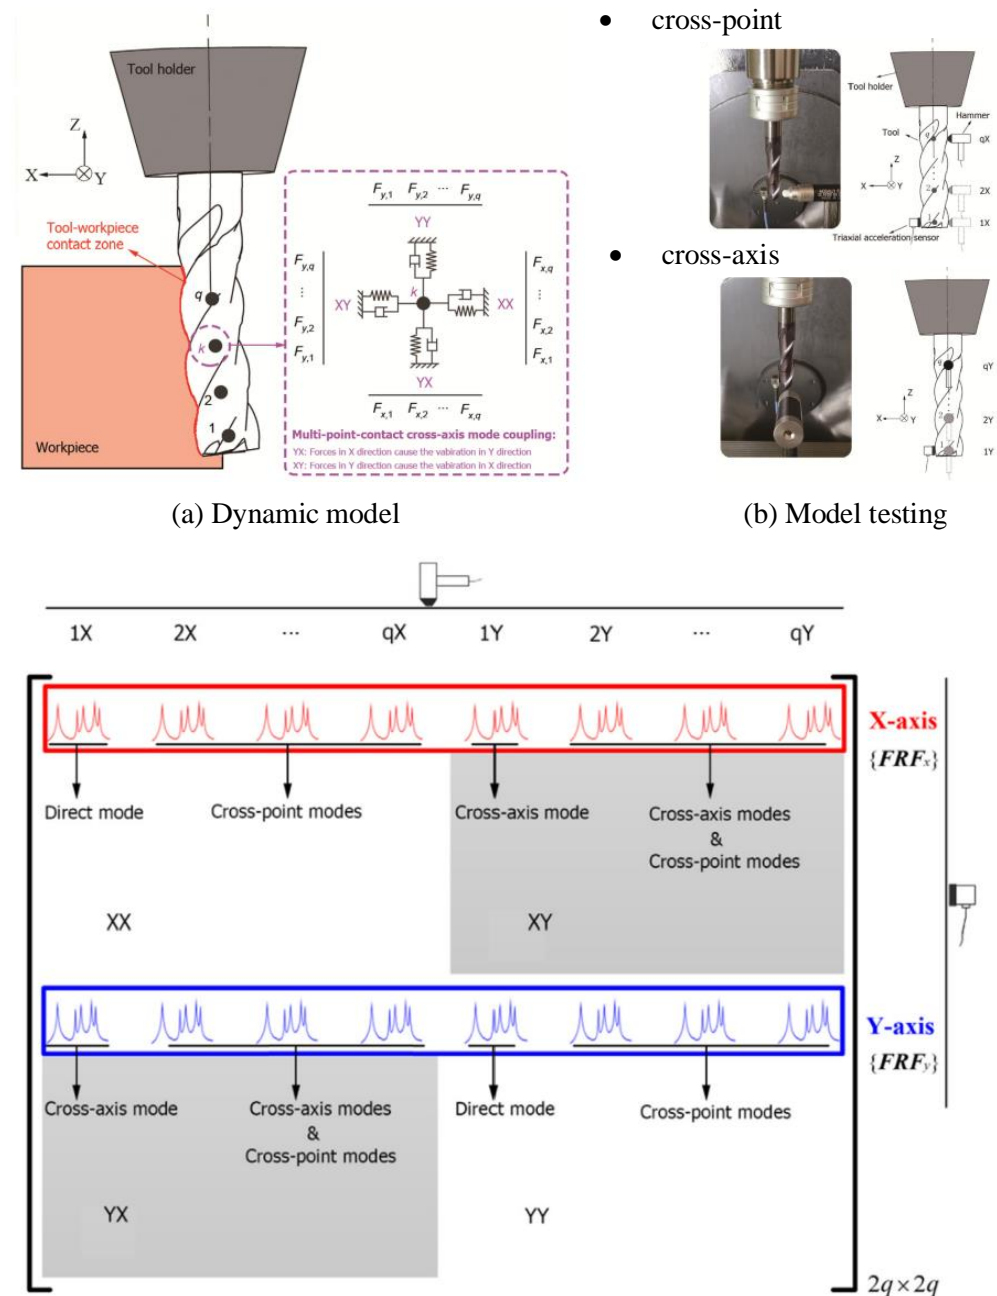 Tool holder
Z
X
Y
Tool-workpiece
contact zone
q
k
2
1
Workpiece
F_{y,1} F_{y,2} ··· F_{y,q}
YY
F_{y,q}
⋮
F_{y,2}
F_{y,1}
XY
k
XX
F_{x,q}
⋮
F_{x,2}
F_{x,1}
YX
F_{x,1} F_{x,2} ··· F_{x,q}
Multi-point-contact cross-axis mode coupling:
YX: Forces in X direction cause the vabiration in Y direction
XY: Forces in Y direction cause the vabiration in X direction
(a) Dynamic model
• cross-point
Tool holder
Hammer
Tool
q
qX
Z
X
Y
2
2X
1
1X
Triaxial acceleration sensor
• cross-axis
q
qY
Z
X
Y
2
2Y
1
1Y
(b) Model testing
1X 2X ··· qX 1Y 2Y ··· qY
X-axis
{FRF_x}
Direct mode Cross-point modes Cross-axis mode Cross-axis modes
&
Cross-point modes
XX XY
Y-axis
{FRF_y}
Cross-axis mode Cross-axis modes Direct mode Cross-point modes
&
Cross-point modes
YX YY
2q × 2q